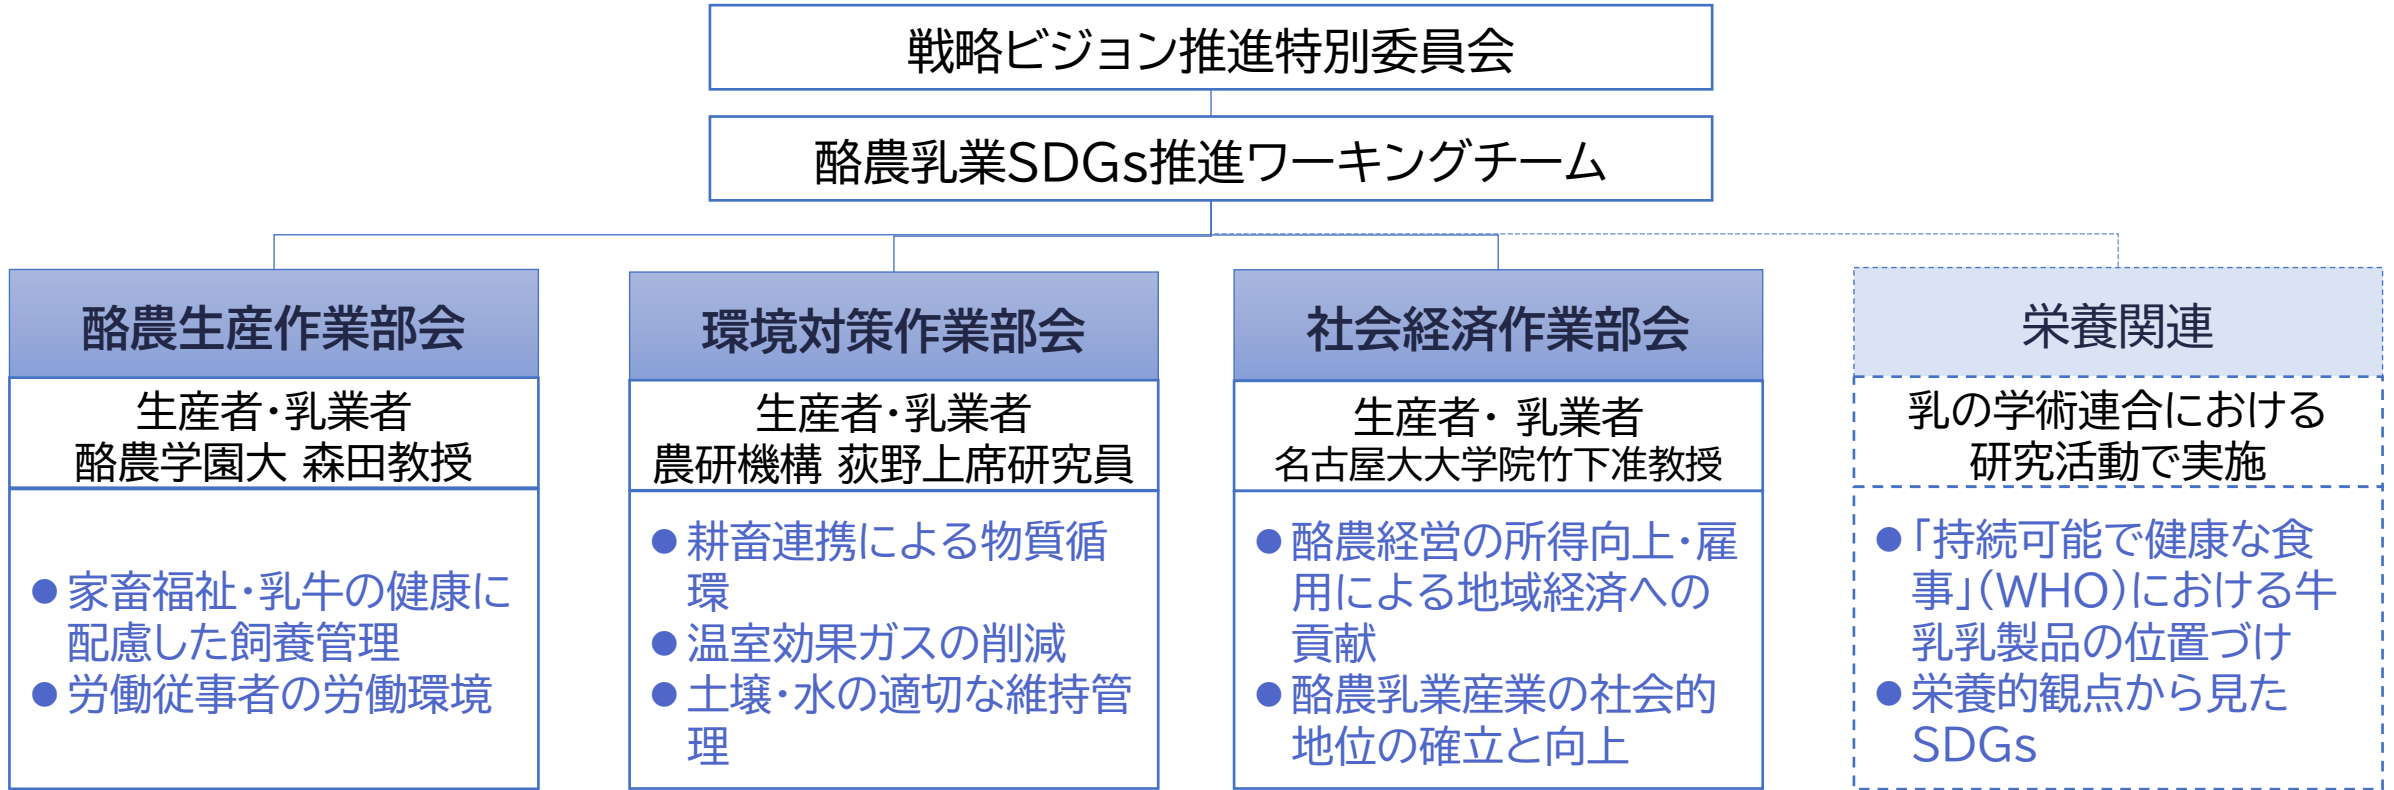 戦略ビジョン推進特別委員会
酪農乳業SDGs推進ワーキングチーム
酪農生産作業部会
生産者・乳業者
酪農学園大 森田教授
●家畜福祉・乳牛の健康に
配慮した飼養管理
●労働従事者の労働環境
環境対策作業部会
生産者・乳業者
農研機構 荻野上席研究員
●耕畜連携による物質循
環
●温室効果ガスの削減
●土壌・水の適切な維持管
理
社会経済作業部会
生産者・ 乳業者
名古屋大大学院竹下准教授
●酪農経営の所得向上・雇
用による地域経済への
貢献
●酪農乳業産業の社会的
地位の確立と向上
栄養関連
乳の学術連合における
研究活動で実施
●「持続可能で健康な食
事」（WHO）における牛
乳乳製品の位置づけ
●栄養的観点から見た
SDGs